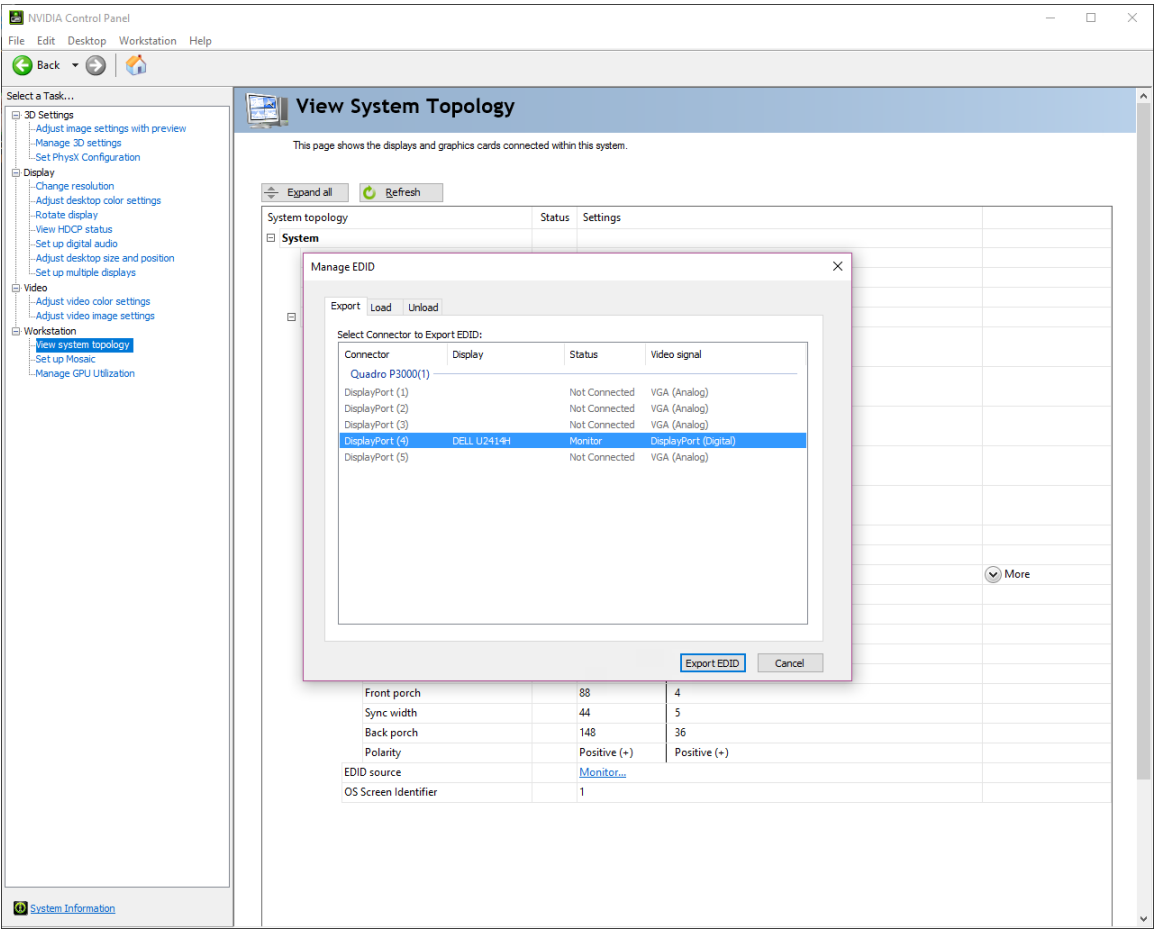 NVIDIA Control Panel
File Edit Desktop Workstation Help
Back
Select a Task...
3D Settings
Adjust image settings with preview
Manage 3D settings
Set PhysX Configuration
Display
Change resolution
Adjust desktop color settings
Rotate display
View HDCP status
Set up digital audio
Adjust desktop size and position
Set up multiple displays
Video
Adjust video color settings
Adjust video image settings
Workstation
View system topology
Set up Mosaic
Manage GPU Utilization
System Information
View System Topology
This page shows the displays and graphics cards connected within this system.
Expand all Refresh
System topology Status Settings
System
Manage EDID
Export Load Unload
Select Connector to Export EDID:
Connector Display Status Video signal
Quadro P3000(1)
DisplayPort (1) Not Connected VGA (Analog)
DisplayPort (2) Not Connected VGA (Analog)
DisplayPort (3) Not Connected VGA (Analog)
DisplayPort (4) DELL U2414H Monitor DisplayPort (Digital)
DisplayPort (5) Not Connected VGA (Analog)
More
Export EDID Cancel
Front porch 88 4
Sync width 44 5
Back porch 148 36
Polarity Positive (+) Positive (+)
EDID source Monitor...
OS Screen Identifier 1